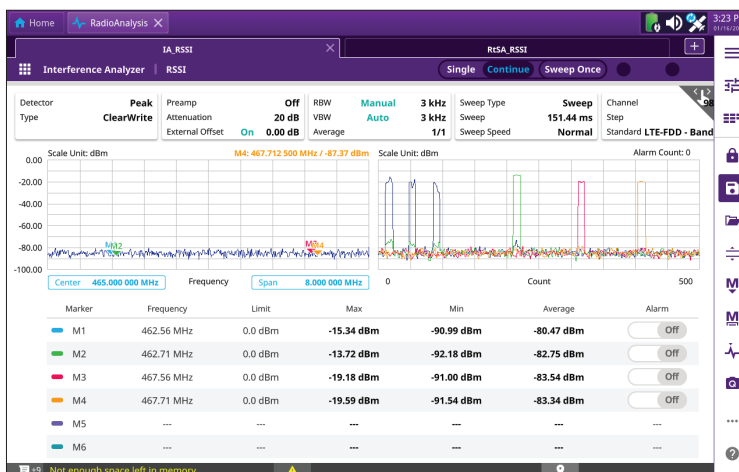 Home RadioAnalysis 3:23 P
01/16/20
IA_RSSI RtSA_RSSI
Interference Analyzer RSSI Single Continue Sweep Once
Detector Peak Preamp Off RBW Manual 3 kHz Sweep Type Sweep Channel 98
Type ClearWrite Attenuation 20 dB VBW Auto 3 kHz Sweep 151.44 ms Step
External Offset On 0.00 dB Average 1/1 Sweep Speed Normal Standard LTE-FDD - Band
Scale Unit: dBm M4: 467.712 500 MHz / -87.37 dBm Scale Unit: dBm Alarm Count: 0
0.00
-20.00
-40.00
-60.00
-80.00 M2 M4
-100.00
Center 465.000 000 MHz Frequency Span 8.000 000 MHz 0 Count 500
Marker Frequency Limit Max Min Average Alarm
M1 462.56 MHz 0.0 dBm -15.34 dBm -90.99 dBm -80.47 dBm Off
M2 462.71 MHz 0.0 dBm -13.72 dBm -92.18 dBm -82.75 dBm Off
M3 467.56 MHz 0.0 dBm -19.18 dBm -91.00 dBm -83.54 dBm Off
M4 467.71 MHz 0.0 dBm -19.59 dBm -91.54 dBm -83.34 dBm Off
M5 --- --- --- --- ---
M6 --- --- --- --- ---
+9 Not enough space left in memory